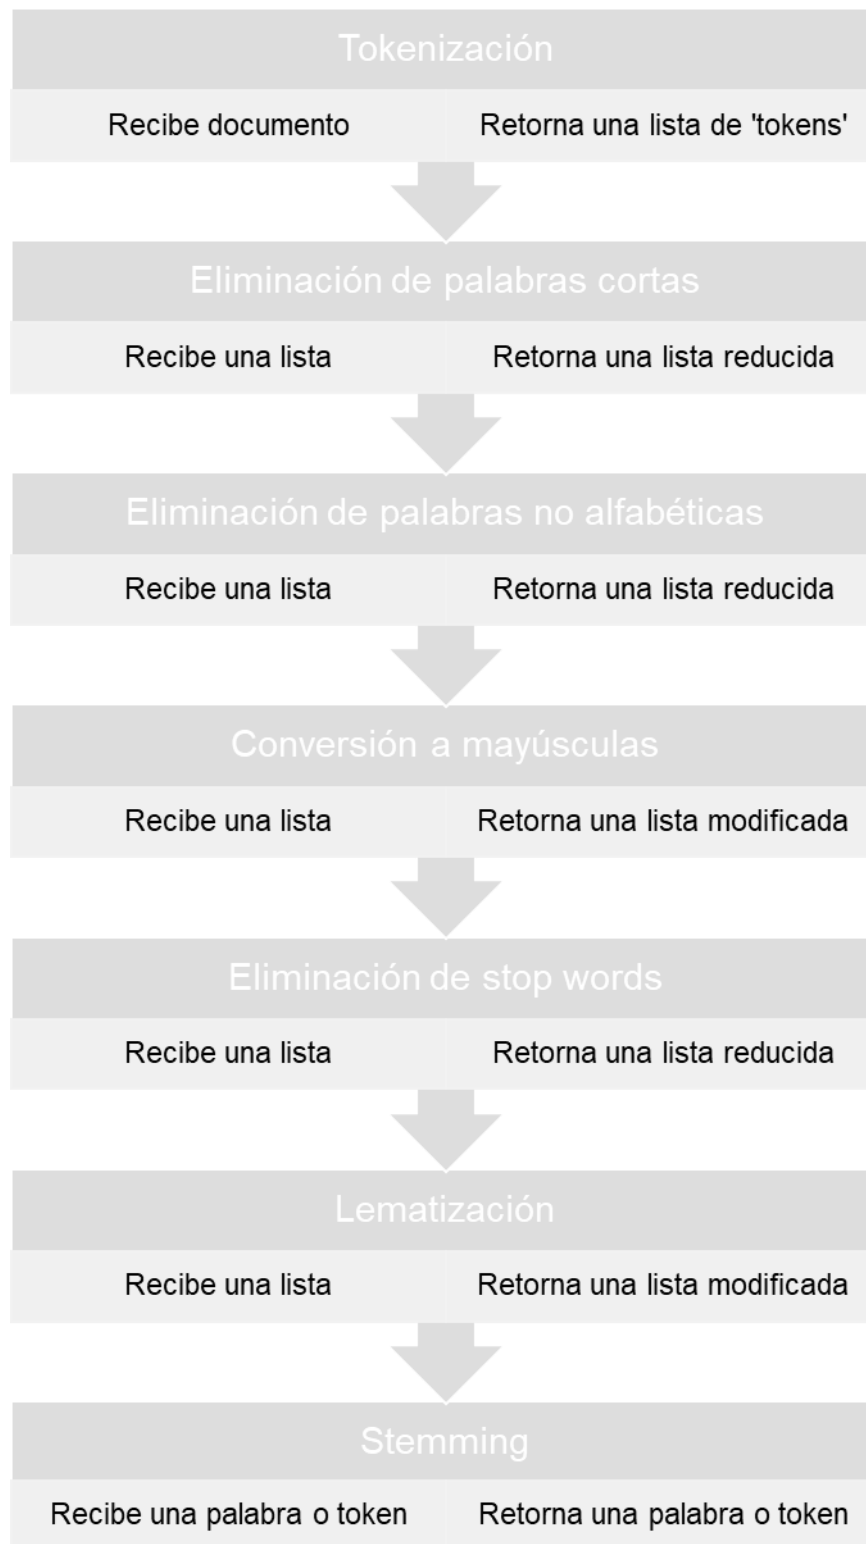 Tokenización
Recibe documento
Retorna una lista de 'tokens'
Eliminación de palabras cortas
Recibe una lista
Retorna una lista reducida
Eliminación de palabras no alfabéticas
Recibe una lista
Retorna una lista reducida
Conversión a mayúsculas
Recibe una lista
Retorna una lista modificada
Eliminación de stop words
Recibe una lista
Retorna una lista reducida
Lematización
Recibe una lista
Retorna una lista modificada
Stemming
Recibe una palabra o token
Retorna una palabra o token